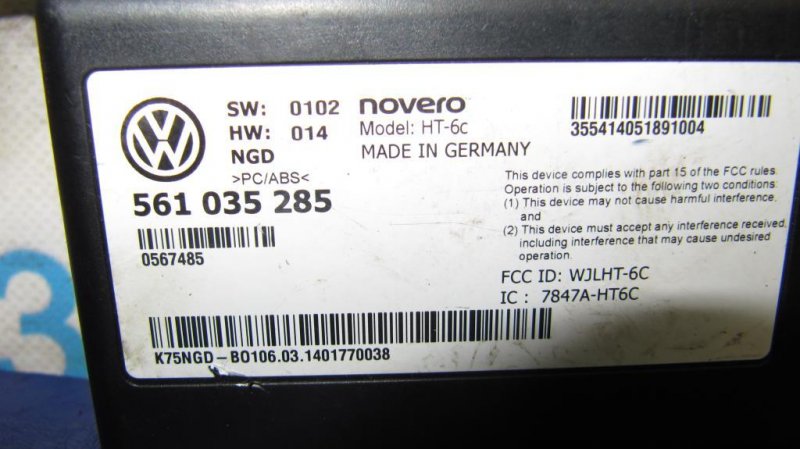 SW: 0102 novero
HW: 014 Model: HT-6c
NGD MADE IN GERMANY
>PC/ABS<
561 035 285
0567485
355414051891004
This device complies with part 15 of the FCC rules.
Operation is subject to the following two conditions:
(1) This device may not cause harmful interference,
and
(2) This device must accept any interference received,
including interference that may cause undesired
operation.
FCC ID: WJLHT-6C
IC : 7847A-HT6C
K75NGD-BO106.03.1401770038
3